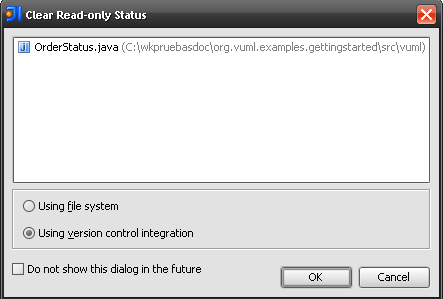 Clear Read-only Status
OrderStatus.java (C:\wkpruebasdoc\org.vuml.examples.gettingstarted\src\vuml)
Using file system
Using version control integration
Do not show this dialog in the future
OK
Cancel